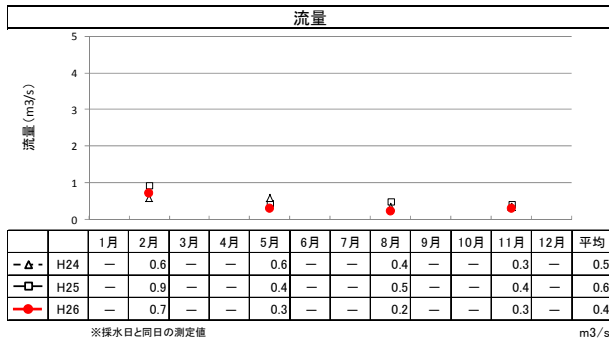 流量
5
4
3
2
1
0
流量(m3/s)
1月 2月 3月 4月 5月 6月 7月 8月 9月 10月 11月 12月 平均
H24 — 0.6 — — 0.6 — — 0.4 — — 0.3 — 0.5
H25 — 0.9 — — 0.4 — — 0.5 — — 0.4 — 0.6
H26 — 0.7 — — 0.3 — — 0.2 — — 0.3 — 0.4
※採水日と同日の測定値 m3/s